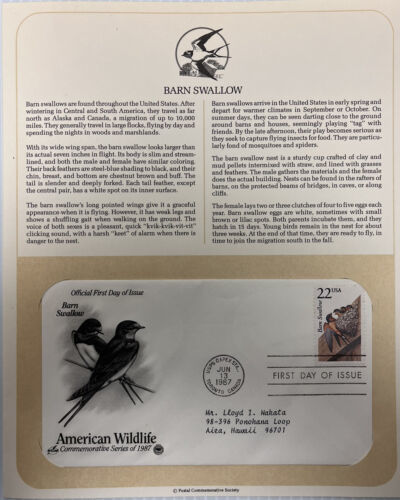 BARN SWALLOW
Barn swallows are found throughout the United States. After
wintering in Central and South America, they travel as far
north as Alaska and Canada, a migration of up to 10,000
miles. They generally travel in large flocks, flying by day and
spending the nights in woods and marshlands.
With its wide wing span, the barn swallow looks larger than
its actual seven inches in flight. Its body is slim and stream-
lined, and both the male and female have similar coloring.
Their back feathers are steel-blue shading to black, and their
chin, breast, and bottom are chestnut brown and buff. The
tail is slender and deeply forked. Each tail feather, except
the central pair, has a white spot on its inner surface.
The barn swallow's long pointed wings give it a graceful
appearance when it is flying. However, it has weak legs and
shows a shuffling gait when walking on the ground. The
voice of both sexes is a pleasant, quick "kvik-kvik-vit-vit"
clicking sound, with a harsh "keet" of alarm when there is
danger to the nest.
Barn swallows arrive in the United States in early spring and
depart for warmer climates in September or October. On
summer days, they can be seen darting close to the ground
around barns and houses, seemingly playing "tag" with
friends. By the late afternoon, their play becomes serious as
they seek to capture flying insects for food. They are particu-
larly fond of mosquitoes and spiders.
The barn swallow nest is a sturdy cup crafted of clay and
mud pellets intermixed with straw, and lined with grasses
and feathers. The male gathers the materials and the female
does the actual building. Nests can be found in the rafters of
barns, on the protected beams of bridges, in caves, or along
cliffs.
The female lays two or three clutches of four to five eggs each
year. Barn swallow eggs are white, sometimes with small
brown or lilac spots. Both parents incubate them, and they
hatch in 15 days. Young birds remain in the nest for about
three weeks. At the end of that time, they are ready to fly, in
time to join the migration south in the fall.
Official First Day of Issue
Barn
Swallow
American Wildlife
Commemorative Series of 1987
22 USA
Barn Swallow
USPS CAPEX STA.
JUN
13
1987
TORONTO CANADA
FIRST DAY OF ISSUE
Mr. Lloyd I. Nakata
98-396 Ponohana Loop
Aiea, Hawaii 96701
© Postal Commemorative Society